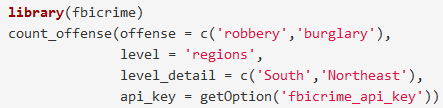 library(fbicrime)
count_offense(offense = c('robbery','burglary'),
              level = 'regions',
              level_detail = c('South','Northeast'),
              api_key = getOption('fbicrime_api_key'))